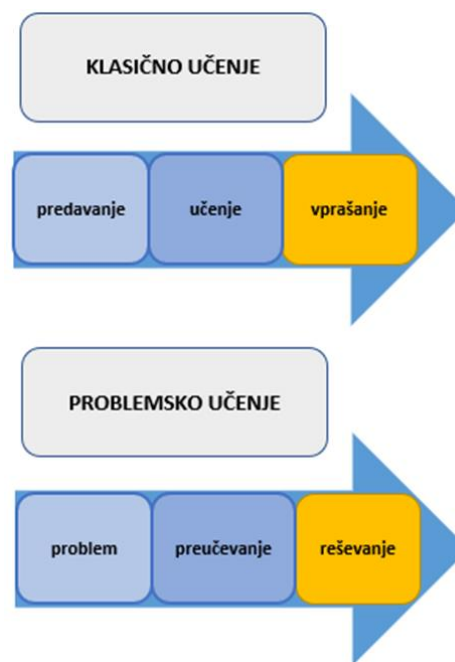 KLASIČNO UČENJE
predavanje
učenje
vprašanje
PROBLEMSKO UČENJE
problem
preučevanje
reševanje